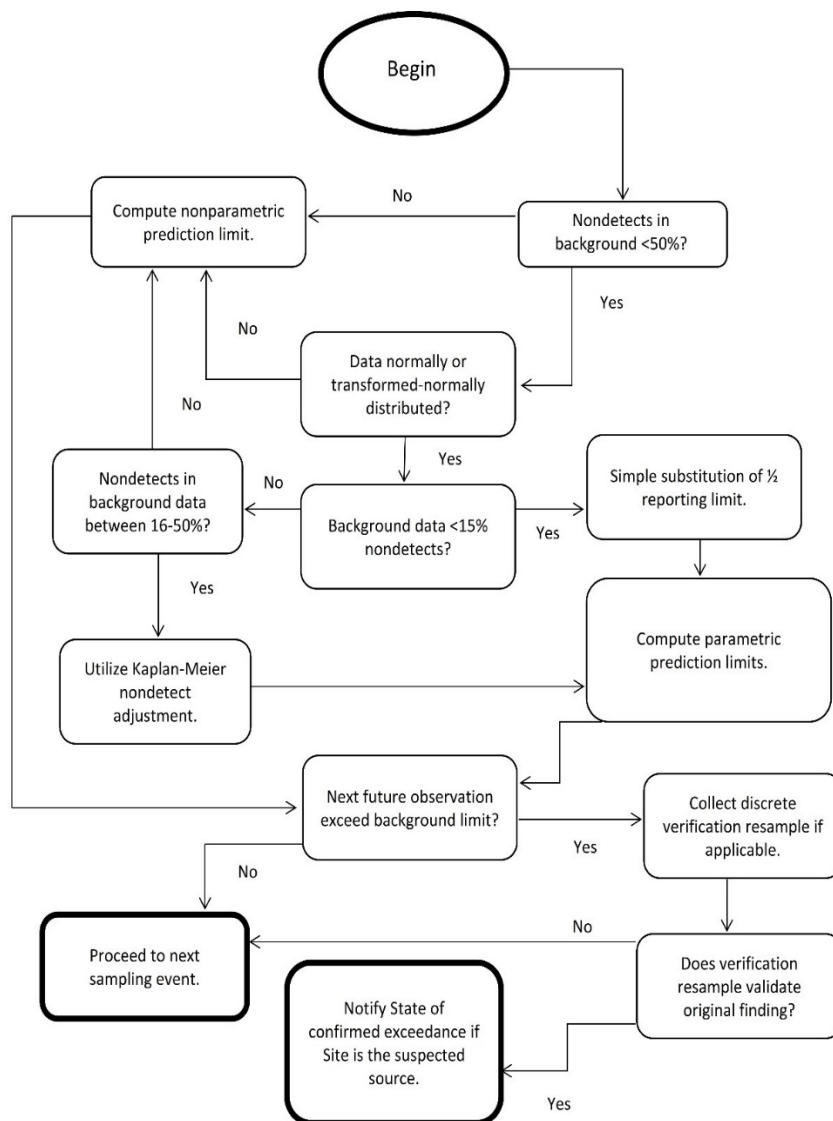 Begin
No
Compute nonparametric
prediction limit.
Nondetects in
background <50%?
Yes
No
Data normally or
transformed-normally
distributed?
No
Yes
Nondetects in
background data
between 16-50%?
No
Background data <15%
nondetects?
Yes
Simple substitution of ½
reporting limit.
Yes
Utilize Kaplan-Meier
nondetect
adjustment.
Compute parametric
prediction limits.
Next future observation
exceed background limit?
Yes
Collect discrete
verification resample if
applicable.
No
Proceed to next
sampling event.
No
Does verification
resample validate
original finding?
Notify State of
confirmed exceedance if
Site is the suspected
source.
Yes